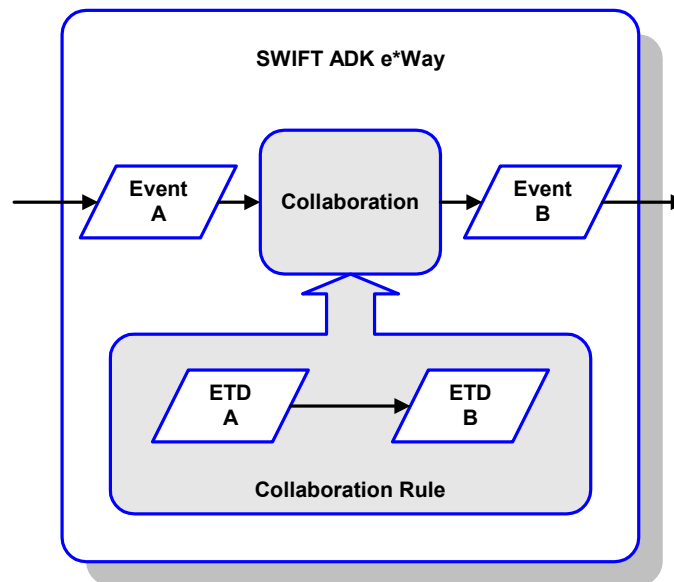 SWIFT ADK e*Way
Event
A
Collaboration
Event
B
ETD
A
ETD
B
Collaboration Rule